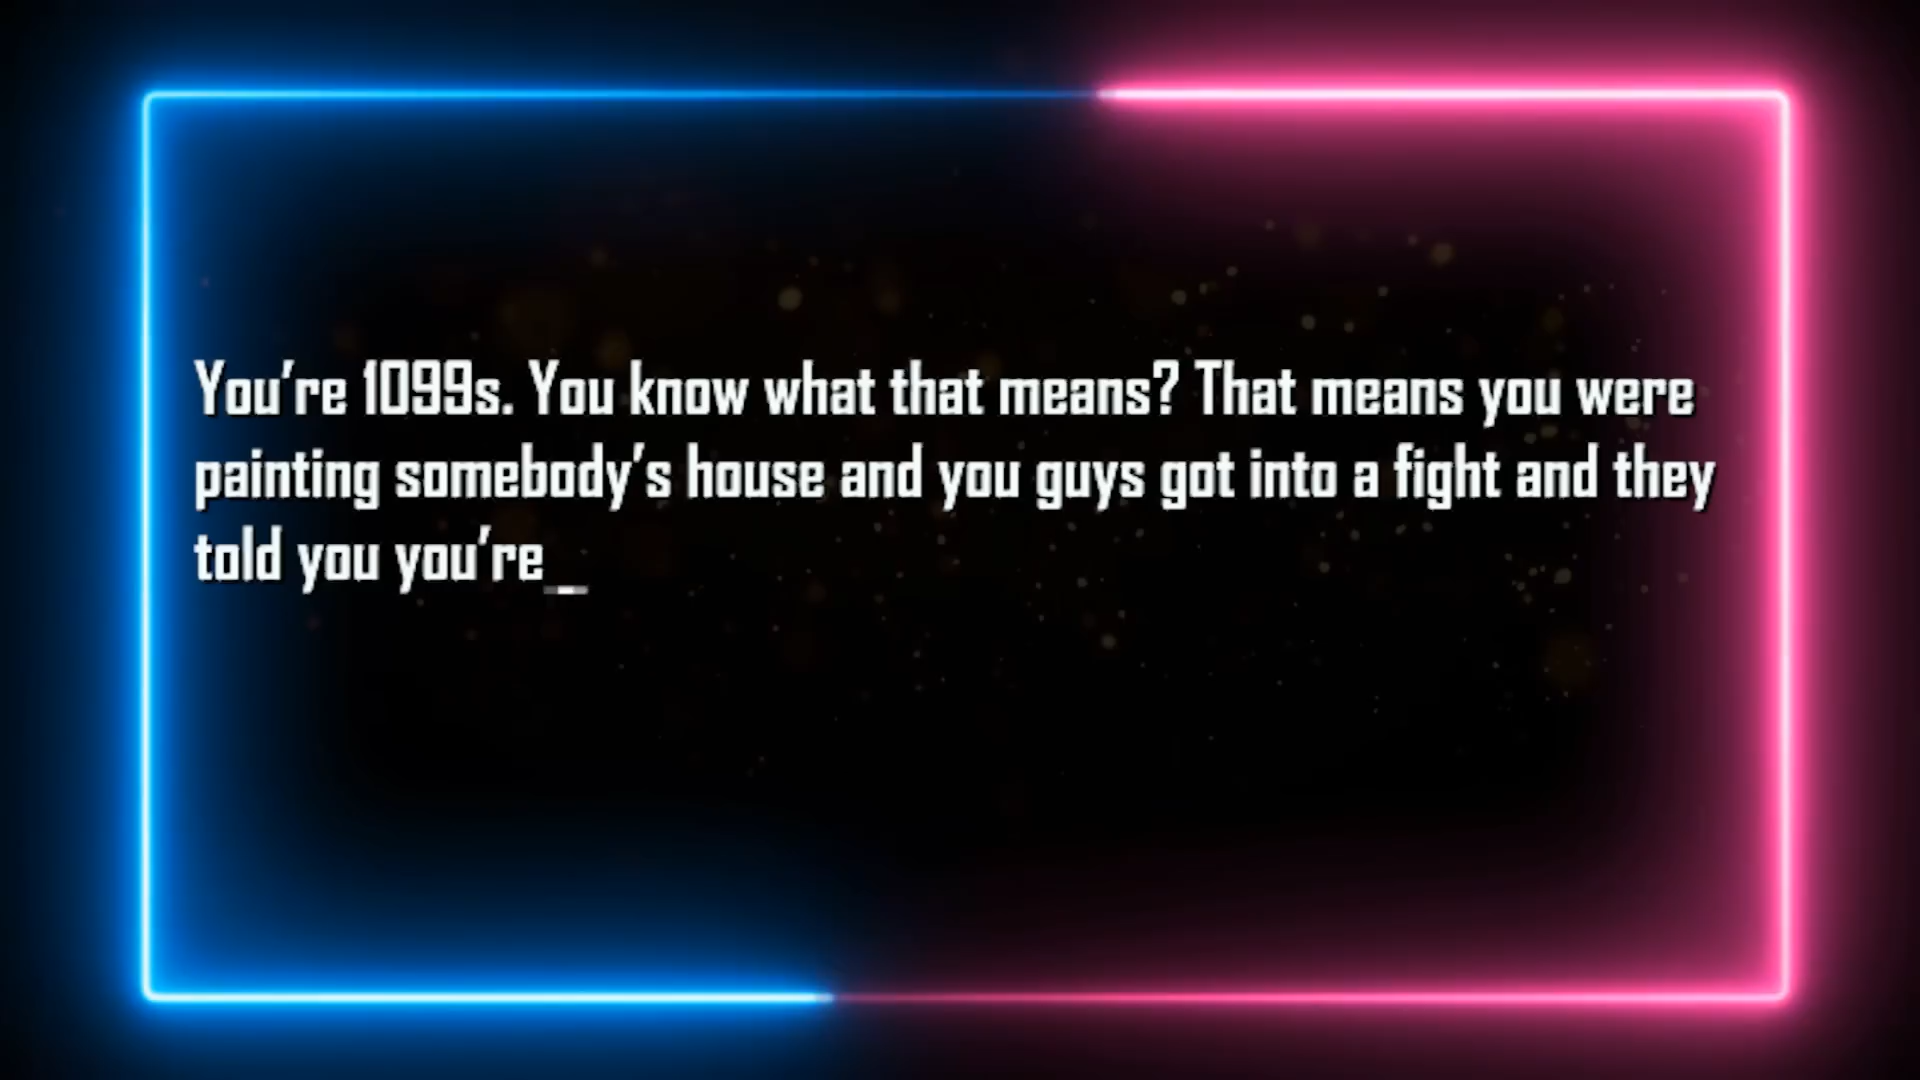 You're 1099s. You know what that means? That means you were
painting somebody's house and you guys got into a fight and they
told you you're_